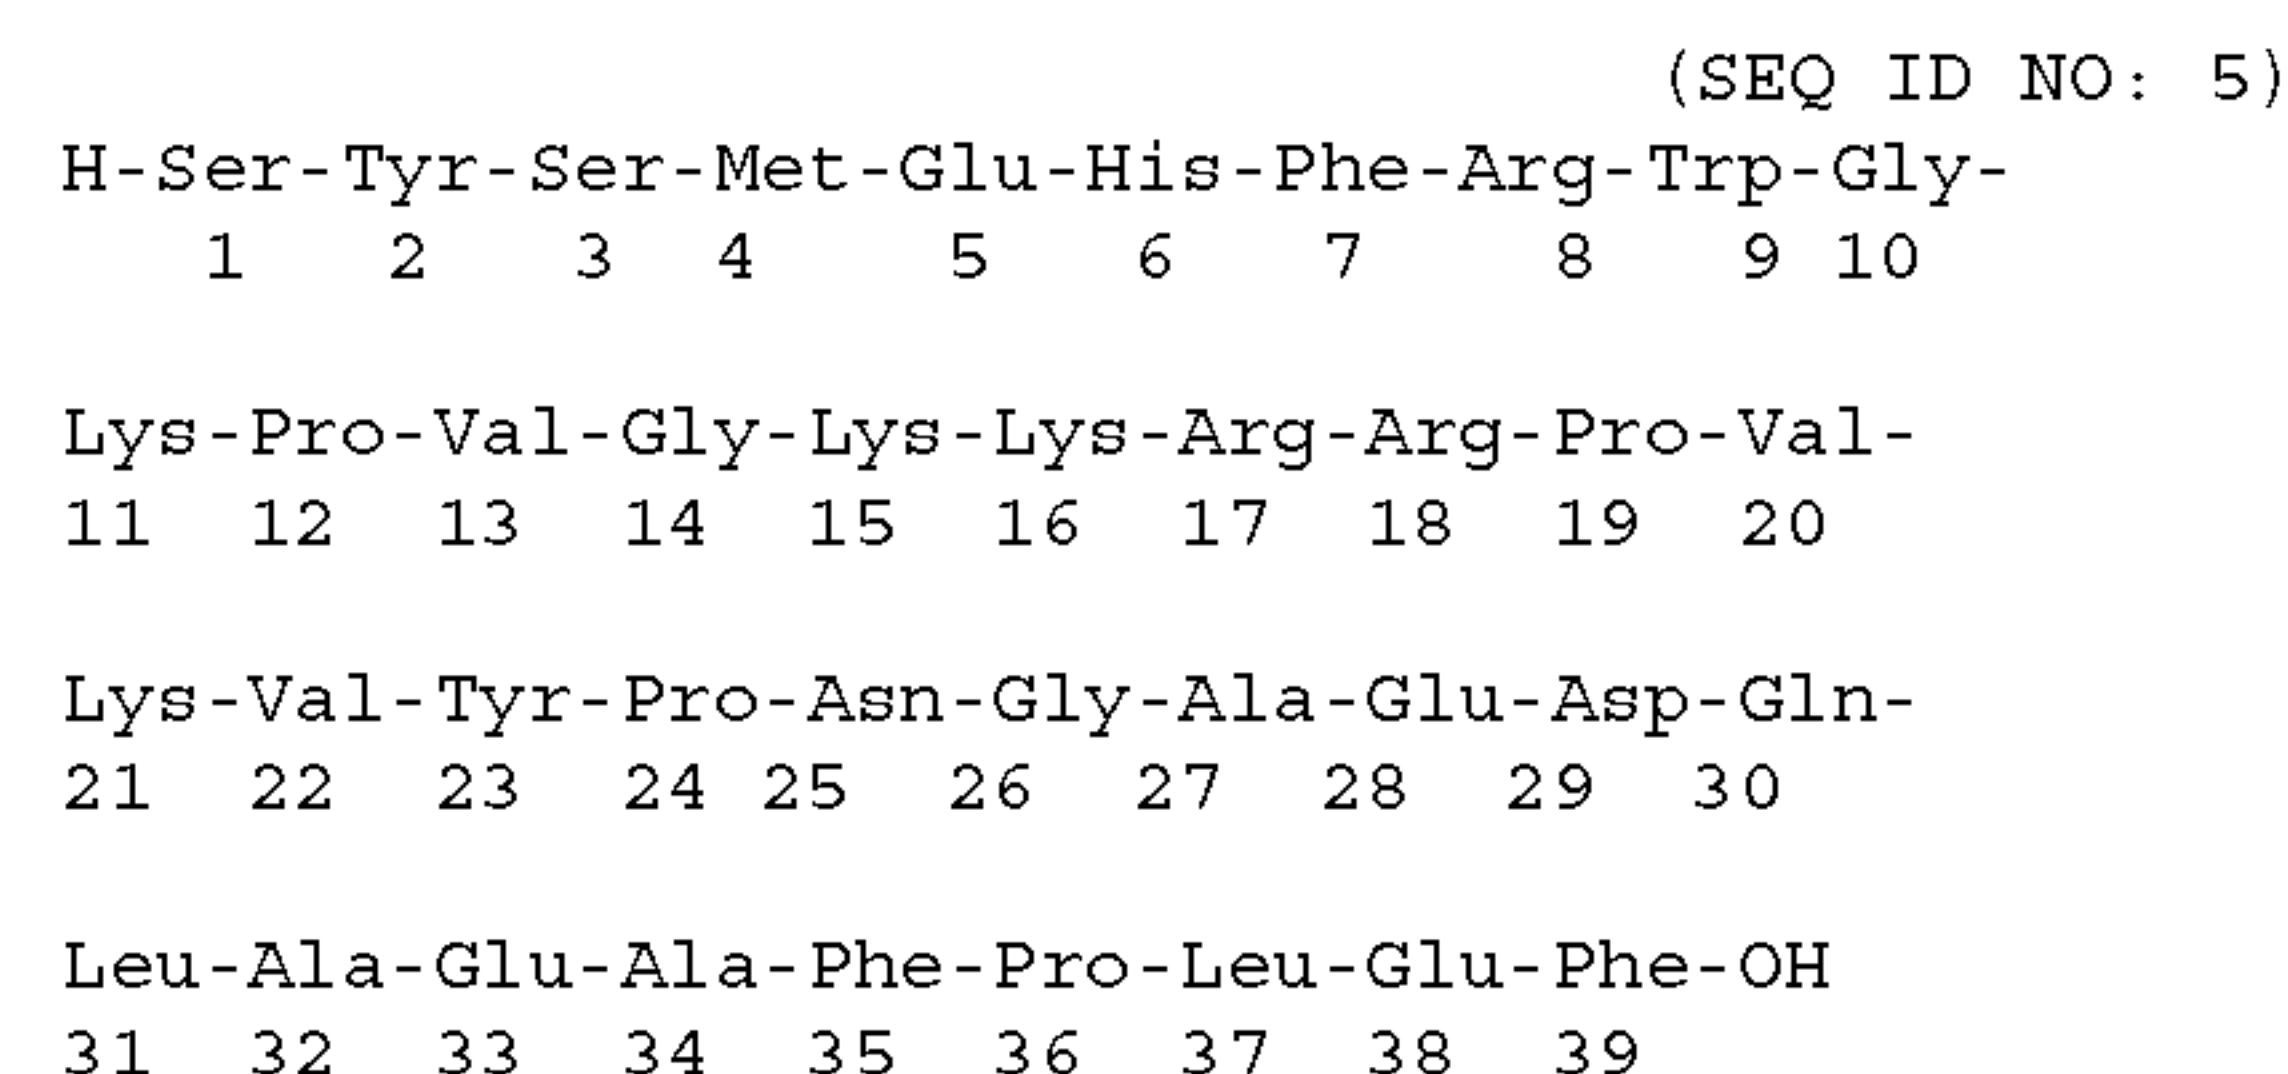 (SEQ ID NO: 5)
H-Ser-Tyr-Ser-Met-Glu-His-Phe-Arg-Trp-Gly-
1 2 3 4 5 6 7 8 9 10
Lys-Pro-Val-Gly-Lys-Lys-Arg-Arg-Pro-Val-
11 12 13 14 15 16 17 18 19 20
Lys-Val-Tyr-Pro-Asn-Gly-Ala-Glu-Asp-Gln-
21 22 23 24 25 26 27 28 29 30
Leu-Ala-Glu-Ala-Phe-Pro-Leu-Glu-Phe-OH
31 32 33 34 35 36 37 38 39